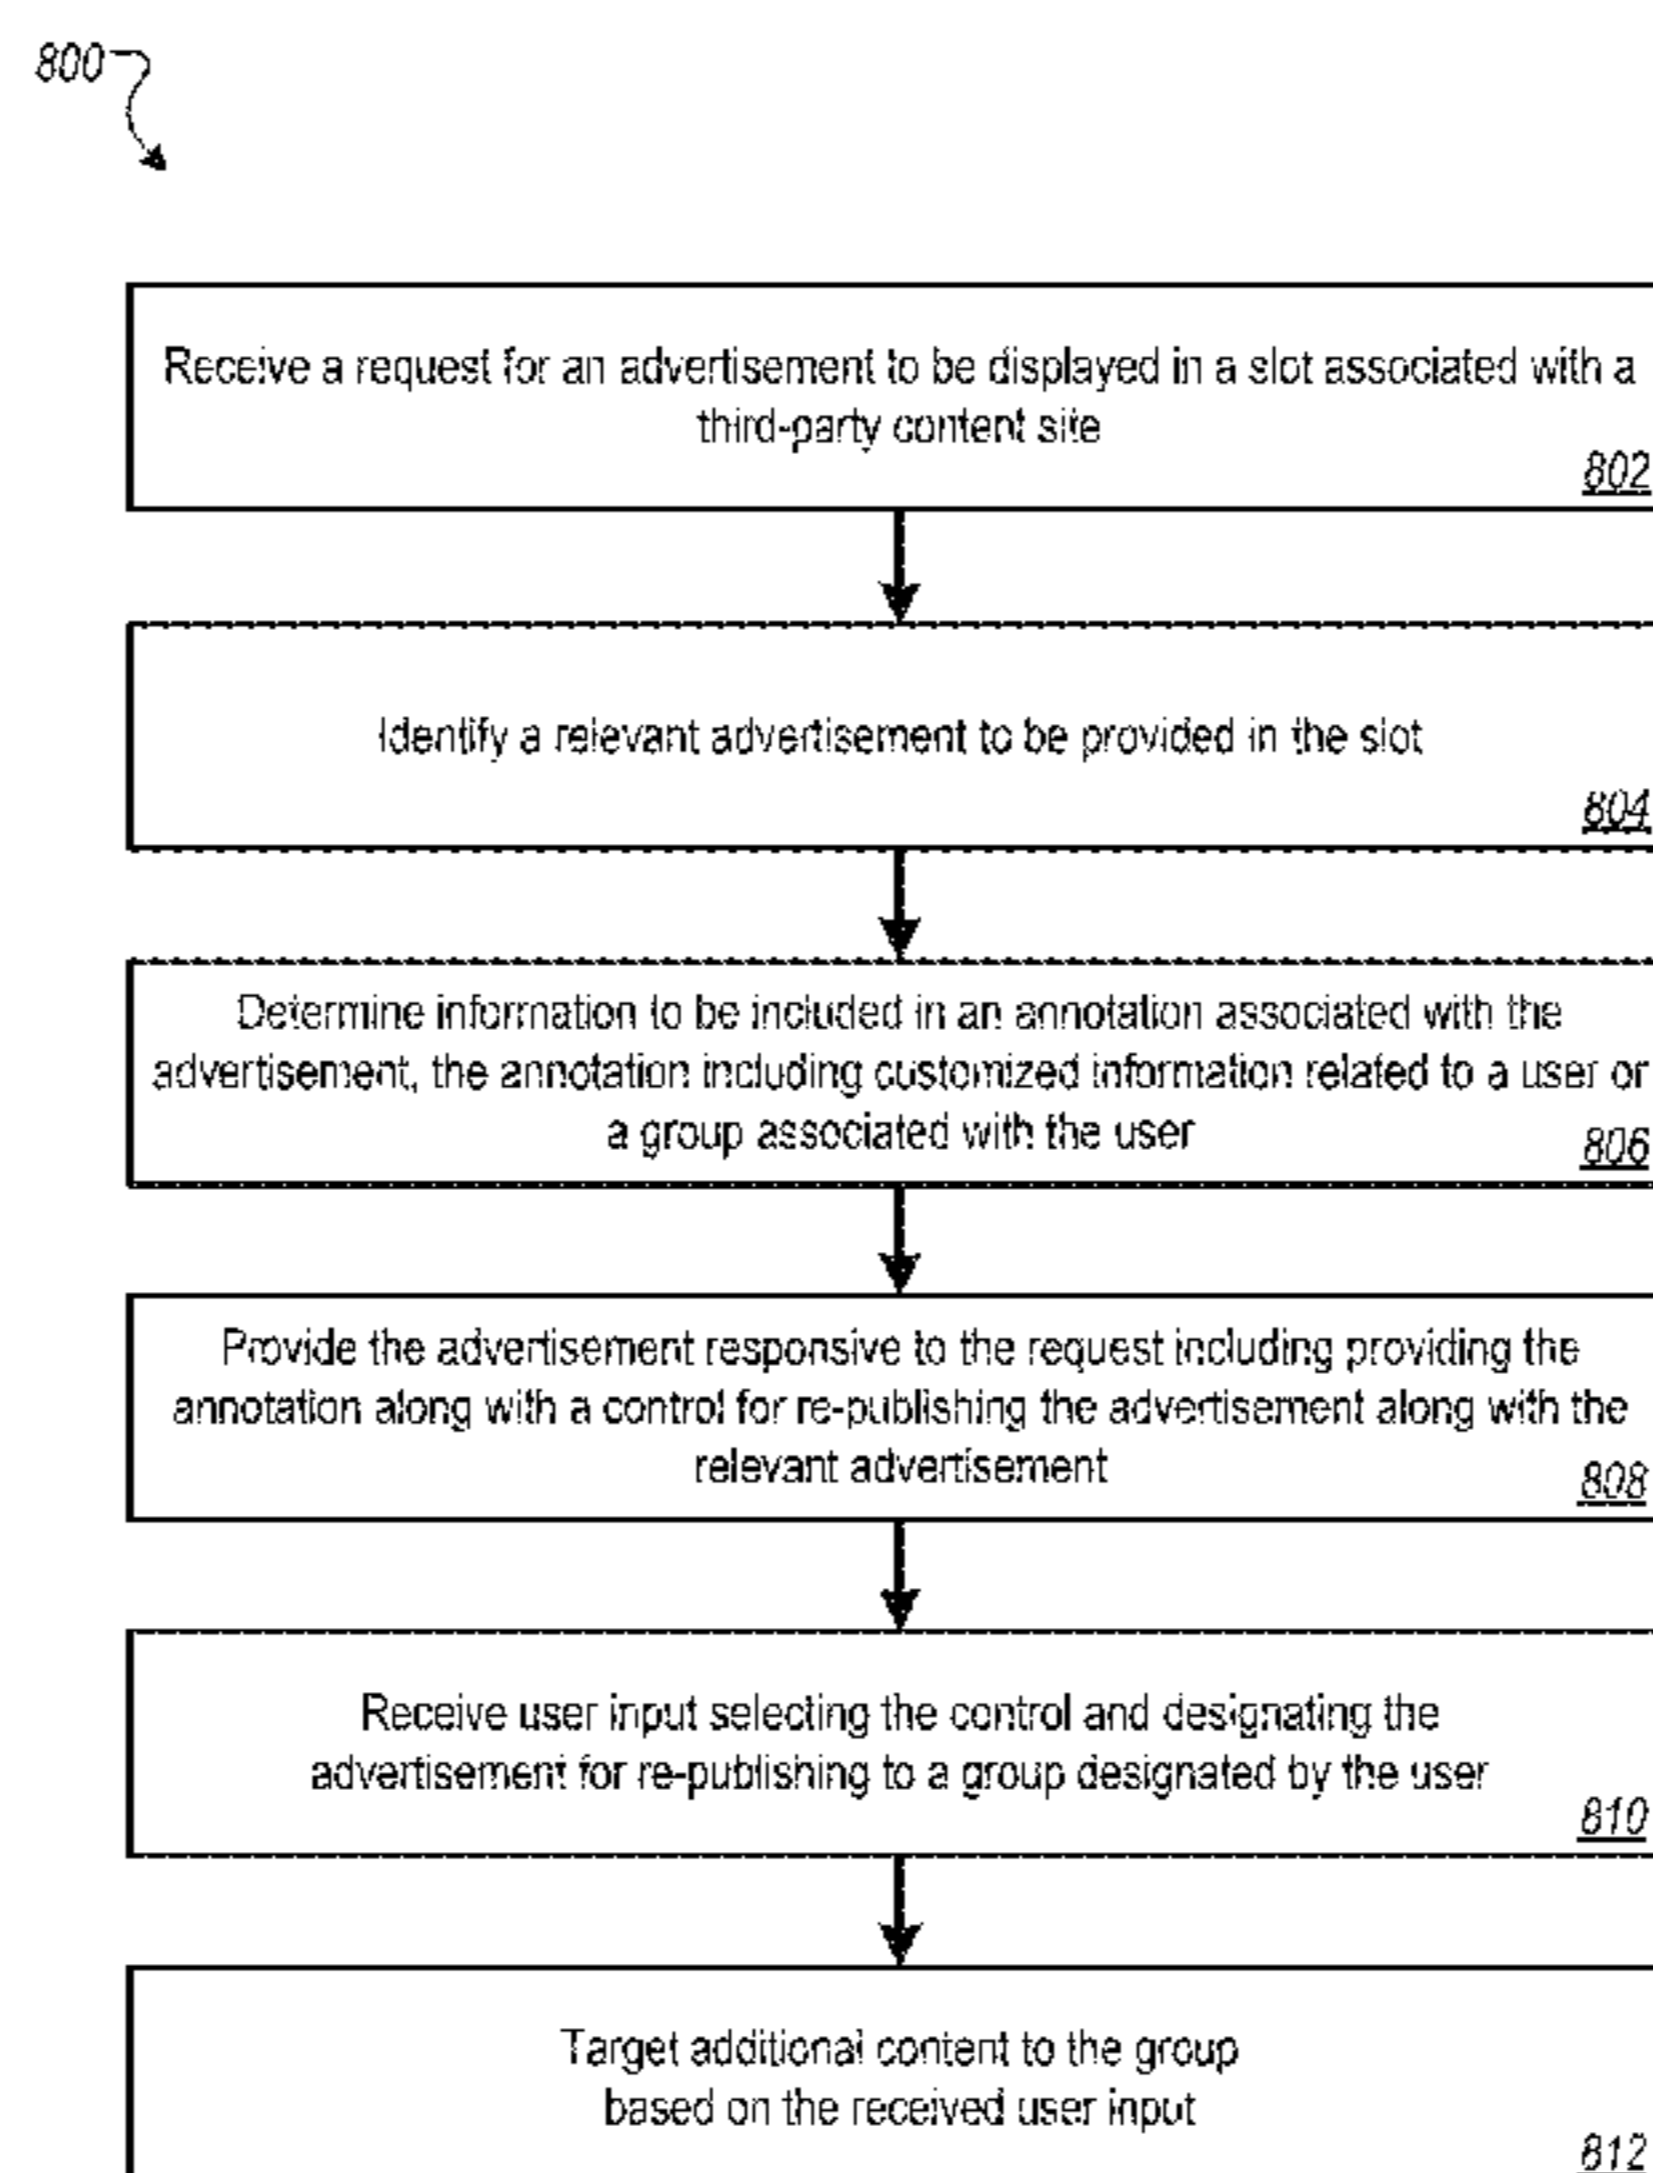 800
Receive a request for an advertisement to be displayed in a slot associated with a
third-party content site
802
Identify a relevant advertisement to be provided in the slot
804
Determine information to be included in an annotation associated with the
advertisement, the annotation including customized information related to a user or
a group associated with the user
806
Provide the advertisement responsive to the request including providing the
annotation along with a control for re-publishing the advertisement along with the
relevant advertisement
808
Receive user input selecting the control and designating the
advertisement for re-publishing to a group designated by the user
810
Target additional content to the group
based on the received user input
812